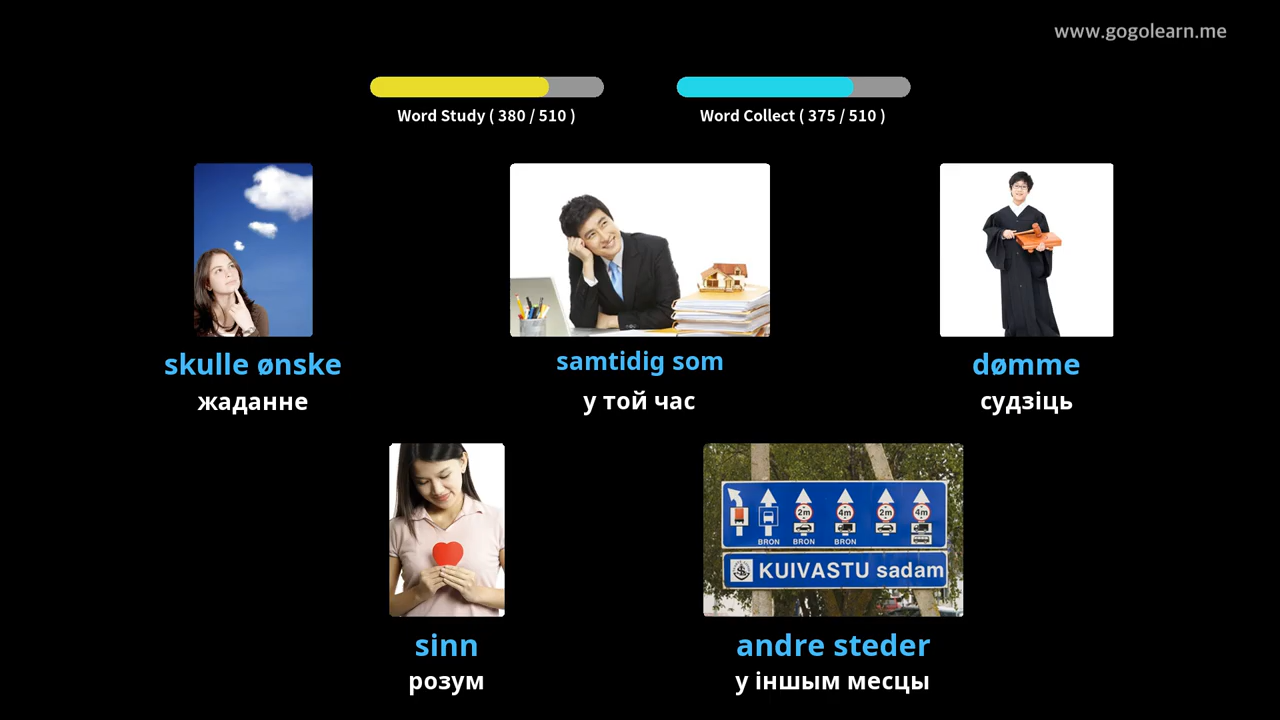 www.gogolearn.me
Word Study ( 380 / 510 )
Word Collect ( 375 / 510 )
skulle ønske
жаданне
samtidig som
у той час
dømme
судзіць
2m
4m
2m
4m
BRON
BRON
BRON
KUIVASTU sadam
sinn
розум
andre steder
у іншым месцы